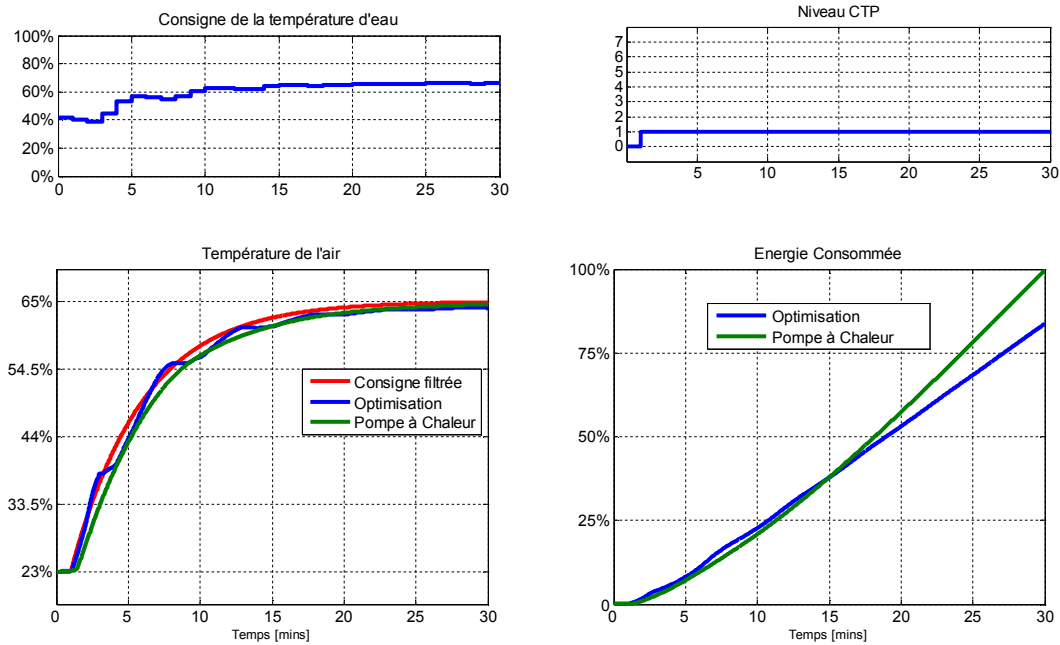 Consigne de la température d'eau
100%
80%
60%
40%
20%
0%
0 5 10 15 20 25 30
Niveau CTP
7
6
5
4
3
2
1
0
5 10 15 20 25 30
Température de l'air
65%
54.5%
44%
33.5%
23%
Consigne filtrée
Optimisation
Pompe à Chaleur
0 5 10 15 20 25 30
Temps [mins]
Energie Consommée
100%
75%
50%
25%
0
Optimisation
Pompe à Chaleur
0 5 10 15 20 25 30
Temps [mins]